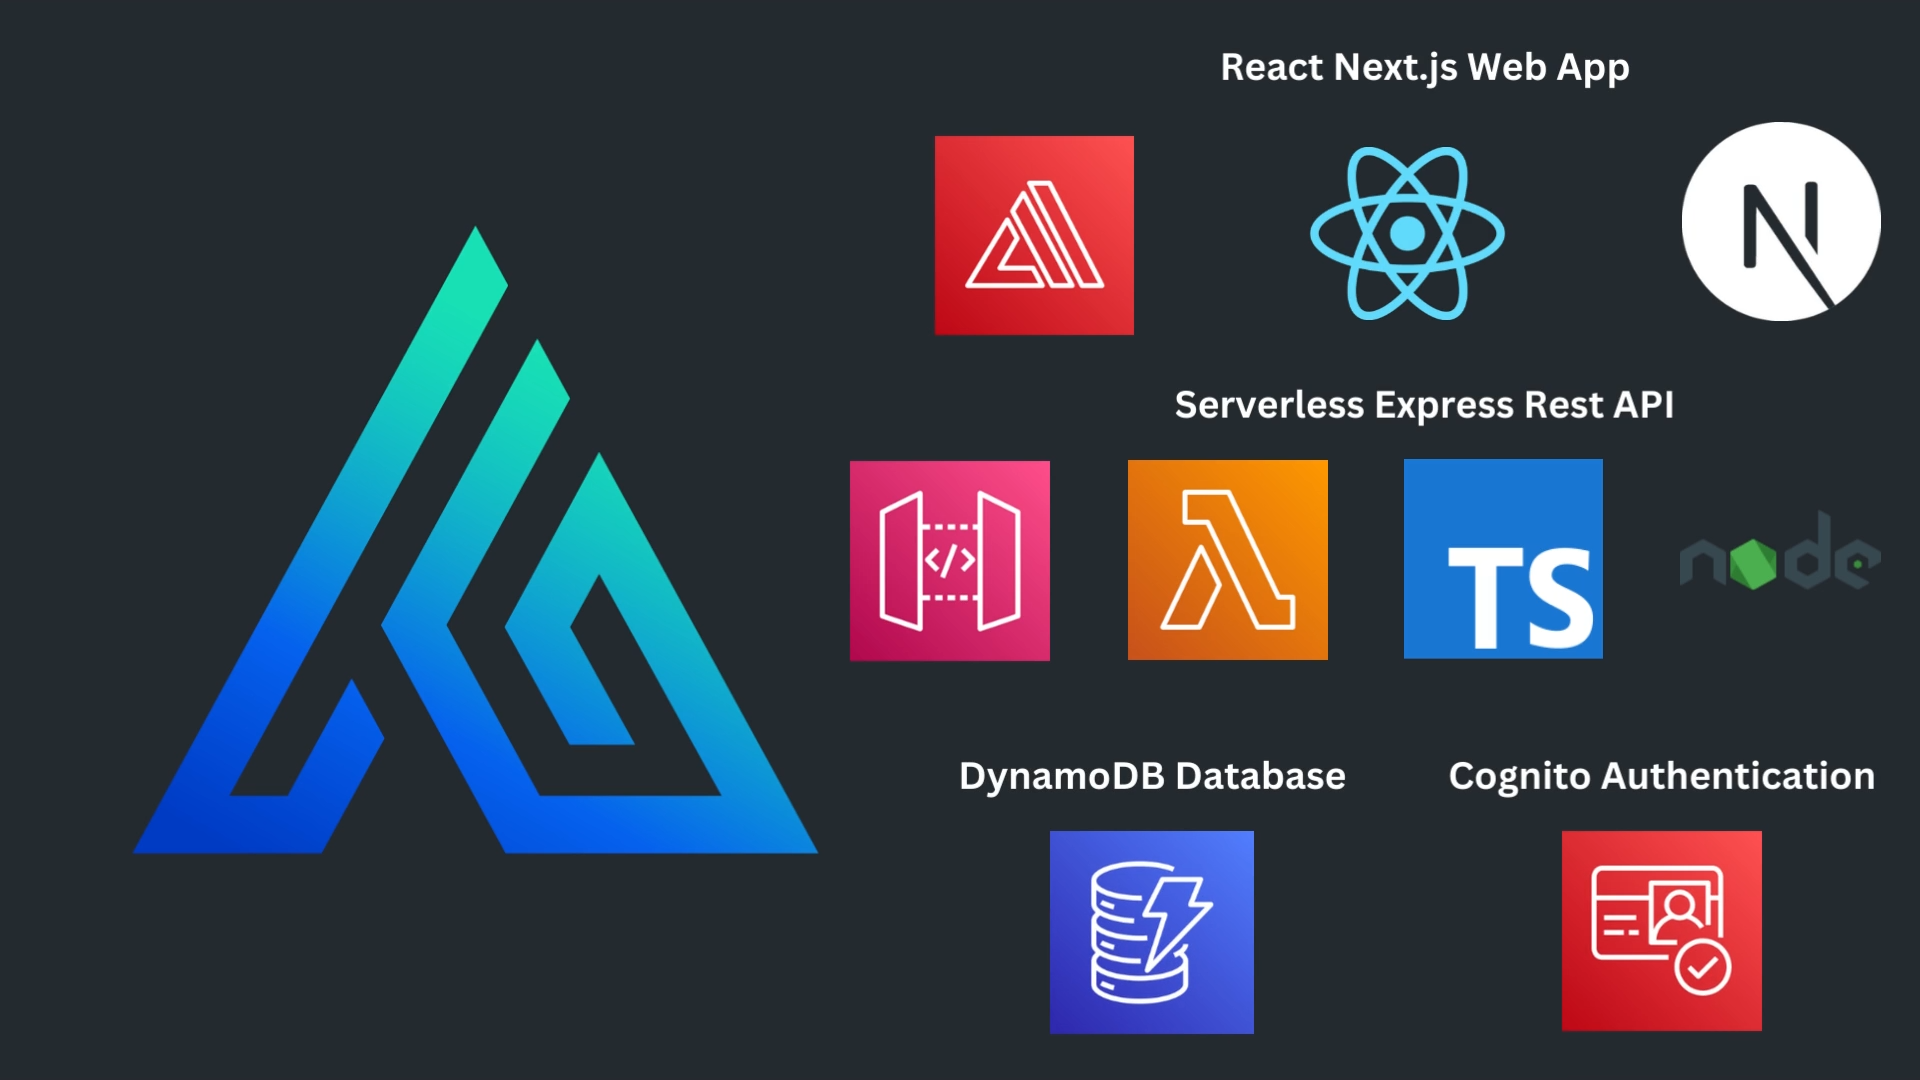 React Next.js Web App
N
Serverless Express Rest API
</>
TS
node
DynamoDB Database
Cognito Authentication